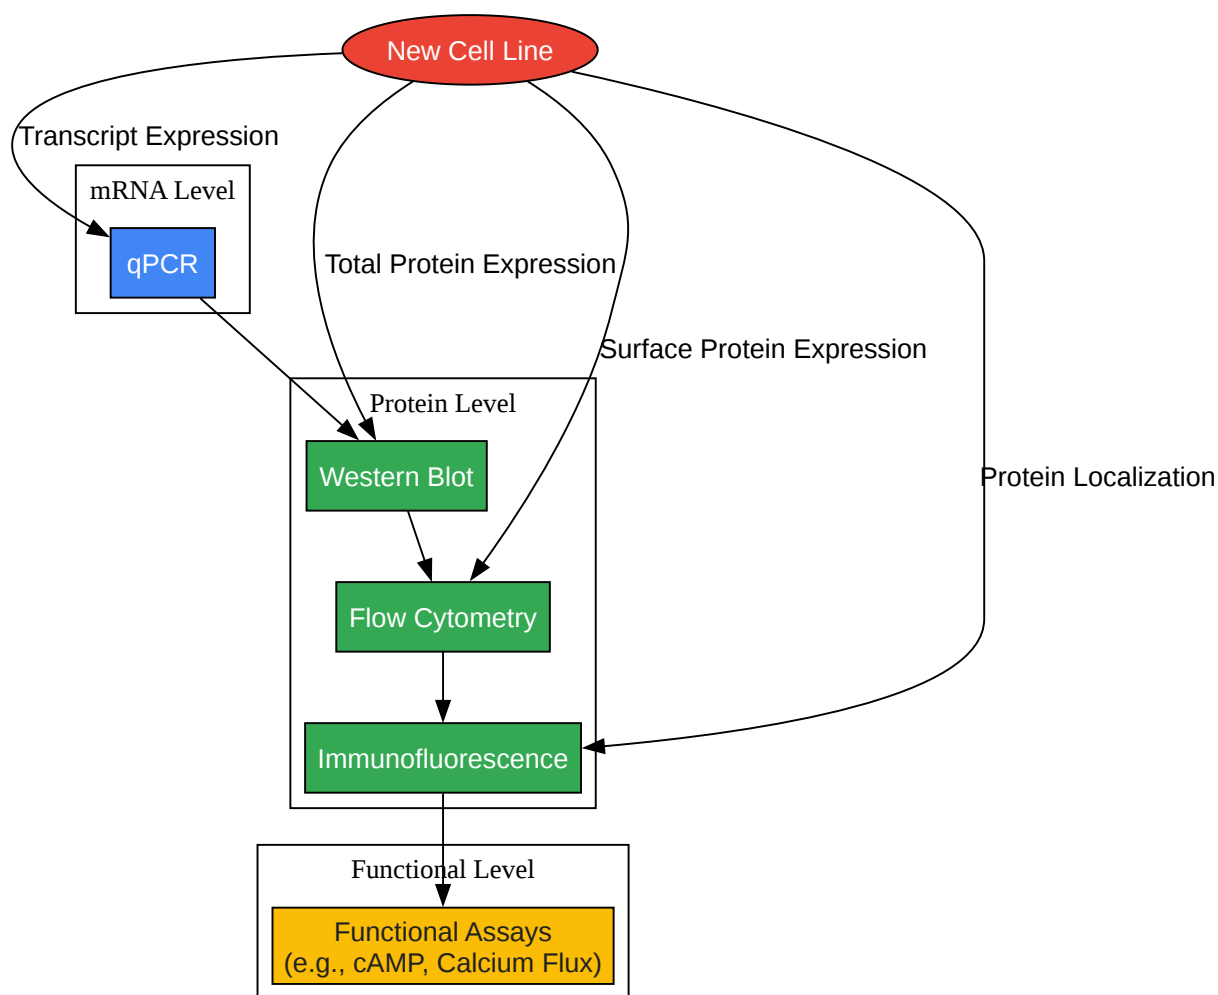 New Cell Line
Transcript Expression
mRNA Level
qPCR
Total Protein Expression
Surface Protein Expression
Protein Level
Western Blot
Protein Localization
Flow Cytometry
Immunofluorescence
Functional Level
Functional Assays
(e.g., cAMP, Calcium Flux)